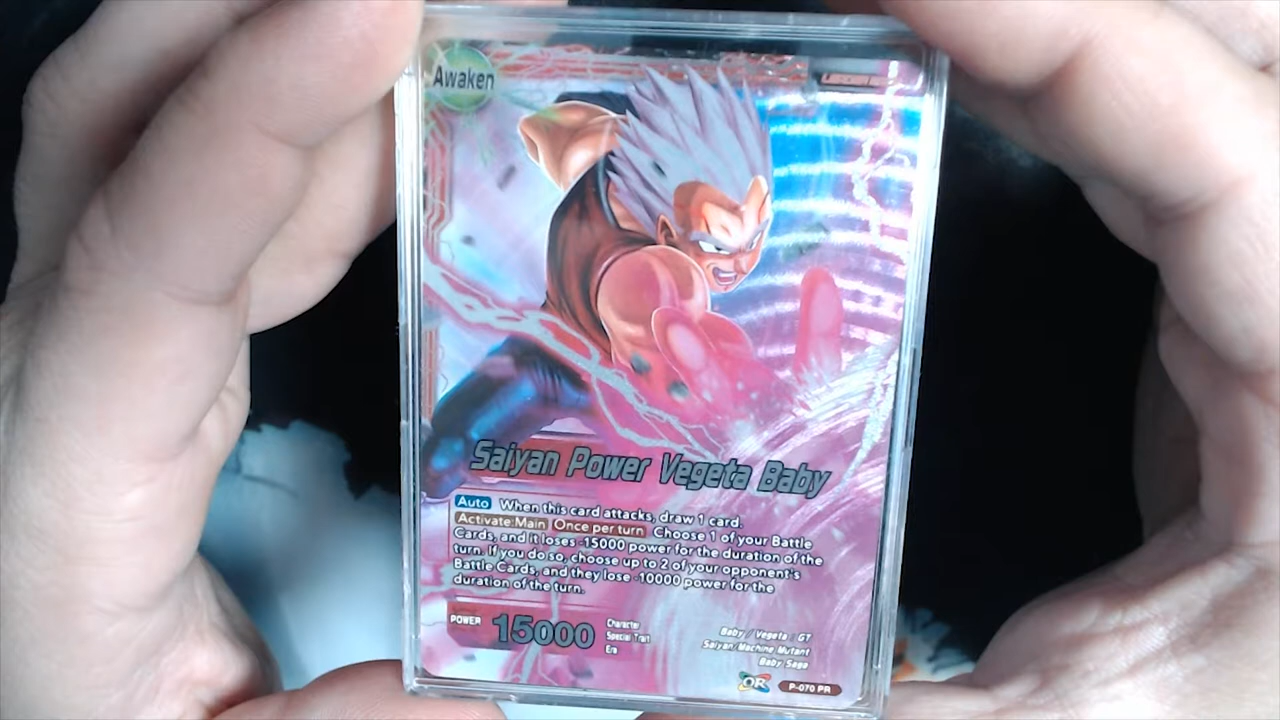 Awaken
Saiyan Power Vegeta Baby
Auto When this card attacks, draw 1 card.
Activate:Main Once per turn Choose 1 of your Battle
Cards, and it loses -15000 power for the duration of the
turn. If you do so, choose up to 2 of your opponent's
Battle Cards, and they lose -10000 power for the
duration of the turn.
POWER 15000
Character Baby / Vegeta : GT
Special Trait Saiyan/Machine Mutant
Era Baby Saga
P-070 PR